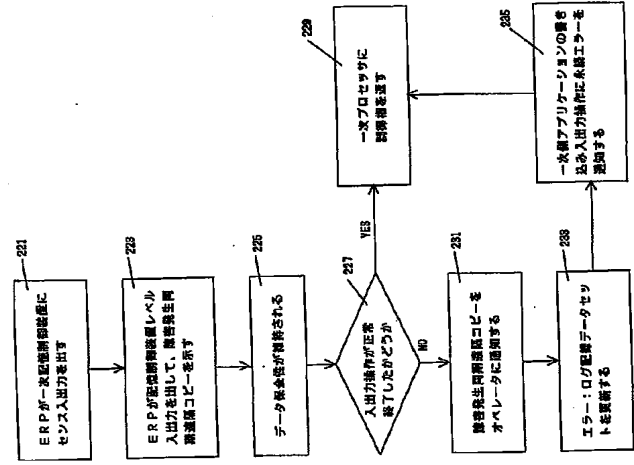 221
ERPが一次記憶制御装置に
センス入出力を出す
223
ERPが記憶制御装置レベル
入出力を出して、障害発生同
期遠隔コピーを示す
225
データ保全性が維持される
227
入出力操作が正常
終了したかどうか
YES
NO
229
一次プロセッサに
制御権を返す
231
障害発生同期遠隔コピーを
オペレータに通知する
233
エラー：ログ記録データセッ
トを更新する
235
一次側アプリケーションの書き
込み入出力操作に永続エラーを
通知する